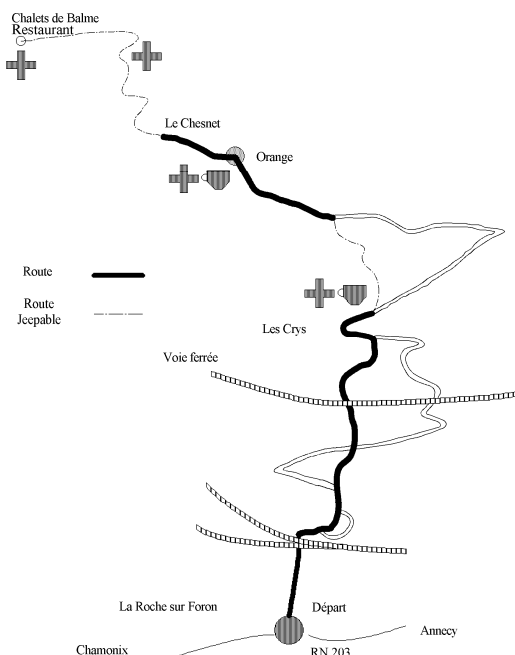 Chalets de Balme
Restaurant
Le Chesnet
Orange
Route
Route
Jeepable
Les Crys
Voie ferrée
La Roche sur Foron
Départ
Annecy
Chamonix
RN 203